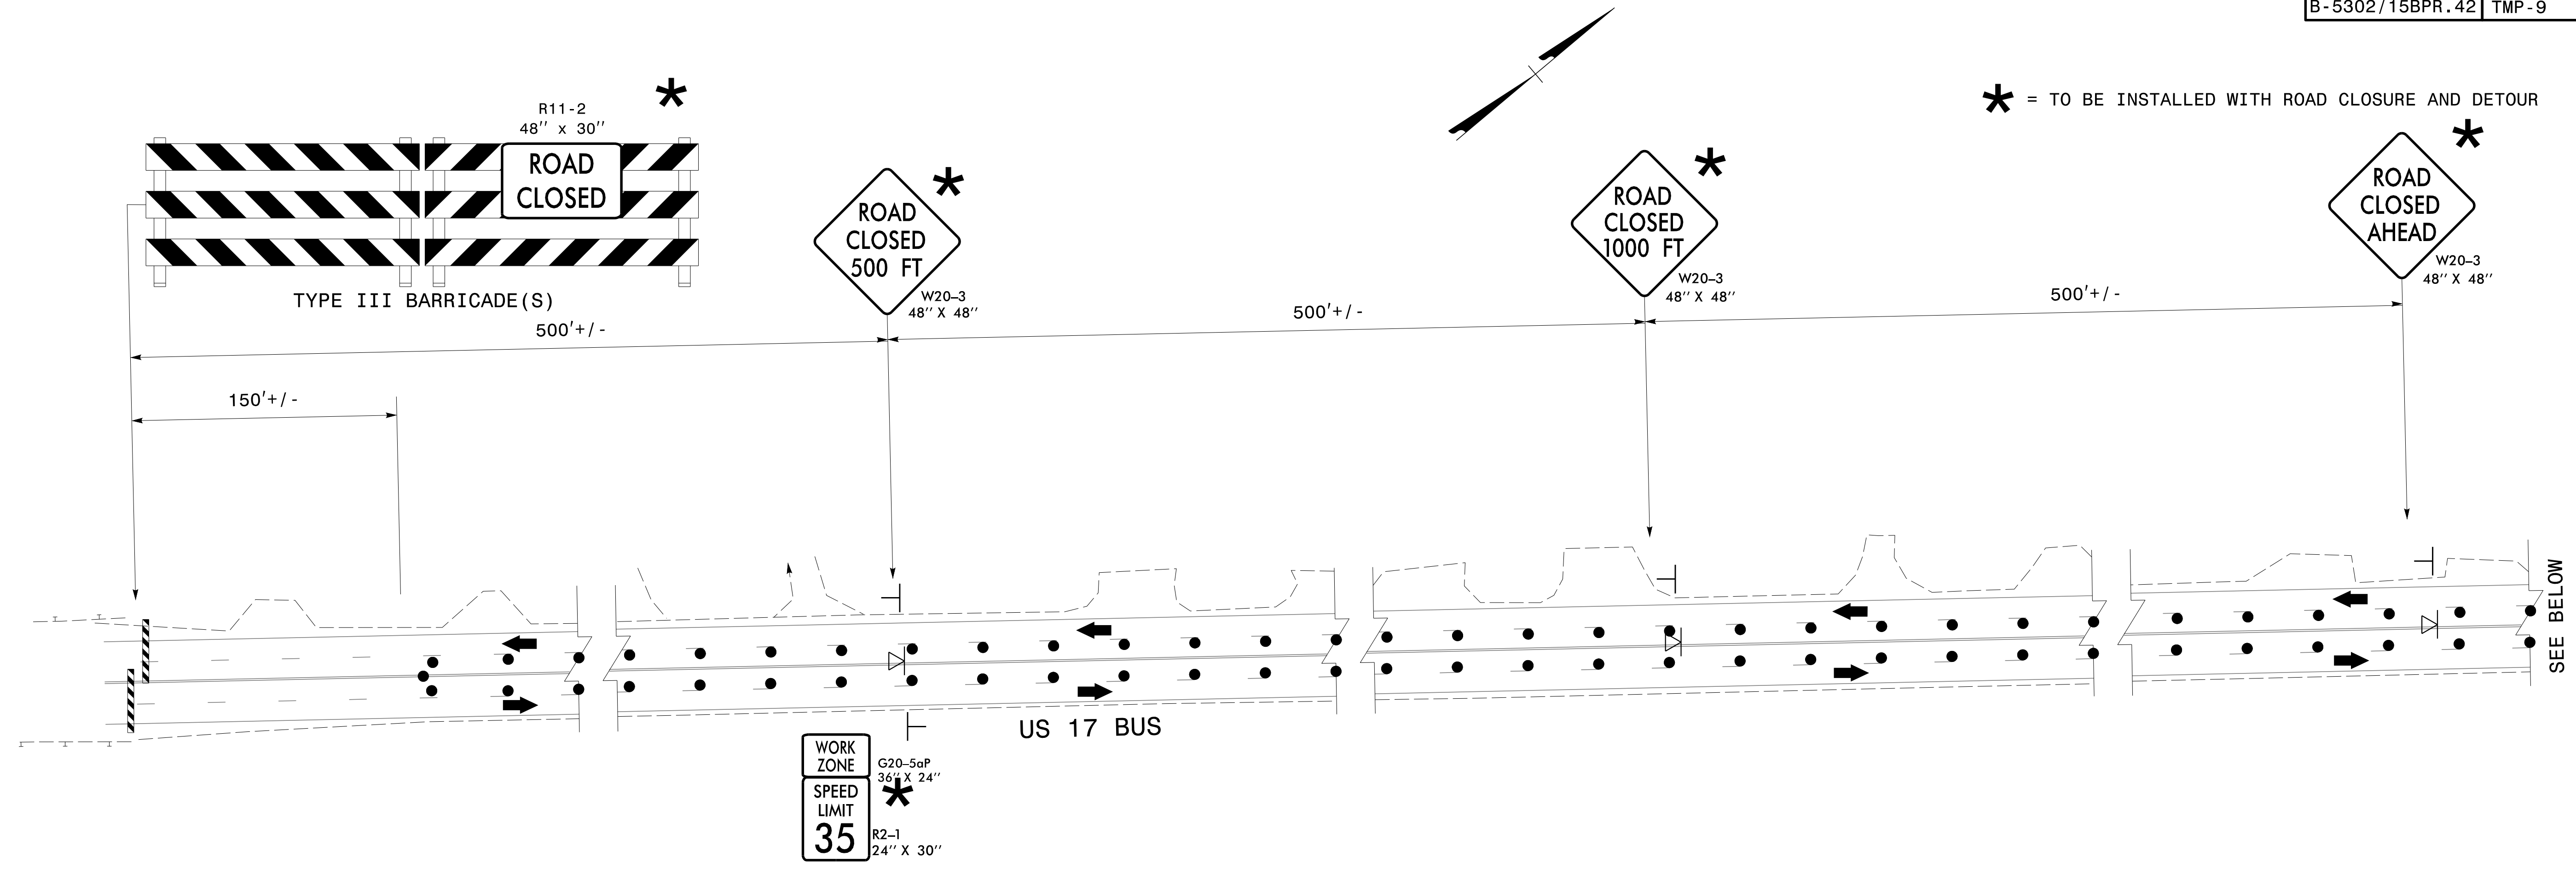 B-5302/15BPR.42 TMP-9
* = TO BE INSTALLED WITH ROAD CLOSURE AND DETOUR
R11-2
48" x 30"
*
ROAD
CLOSED
TYPE III BARRICADE(S)
ROAD
CLOSED
500 FT
*
W20-3
48" X 48"
ROAD
CLOSED
1000 FT
*
W20-3
48" X 48"
ROAD
CLOSED
AHEAD
*
W20-3
48" X 48"
500'+/-
500'+/-
500'+/-
150'+/-
SEE BELOW
US 17 BUS
WORK
ZONE
G20-5aP
36" X 24"
SPEED
LIMIT
35
*
R2-1
24" X 30"